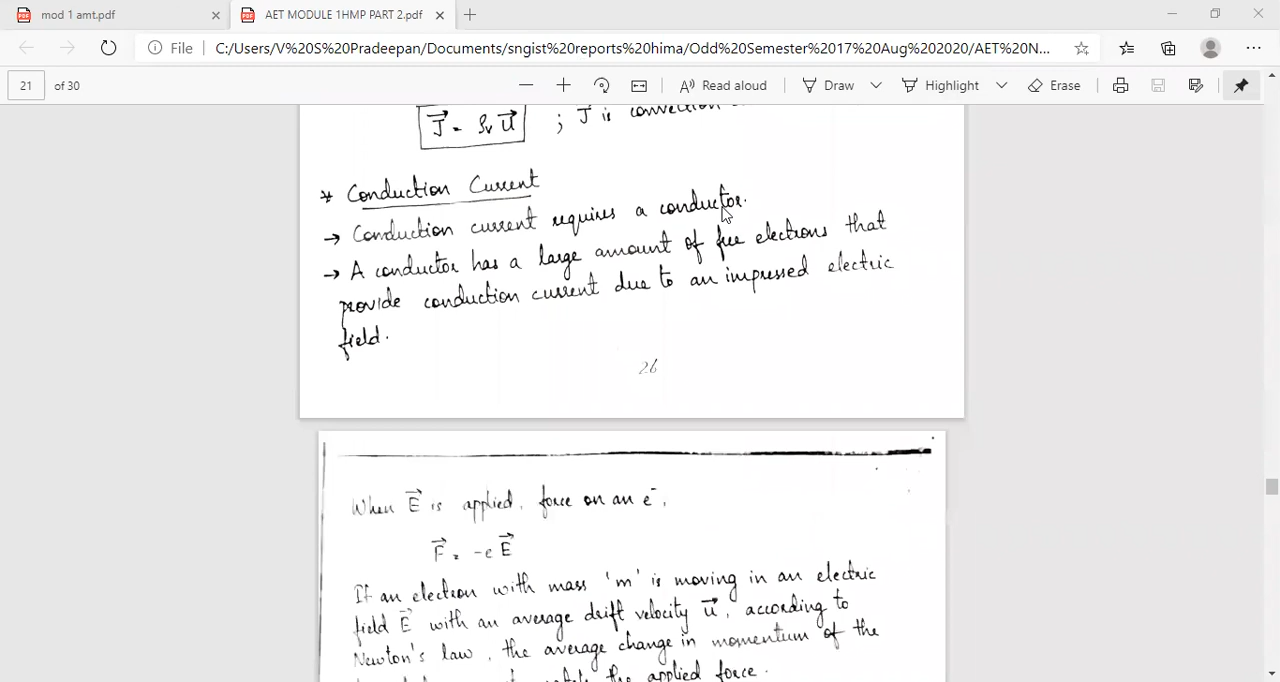 mod 1 amt.pdf
AET MODULE 1HMP PART 2.pdf
File C:/Users/V%20S%20Pradeepan/Documents/sngist%20reports%20hima/Odd%20Semester%2017%20Aug%202020/AET%20N...
21 of 30 Read aloud Draw Highlight Erase
J = ρv U ; J is convection
* Conduction Current
→ Conduction current requires a conductor.
→ A conductor has a large amount of free electrons that
provide conduction current due to an impressed electric
field.
26
When E is applied, force on an e⁻,
F = -e E
If an electron with mass 'm' is moving in an electric
field E with an average drift velocity u, according to
Newton's law, the average change in momentum of the
the applied force.